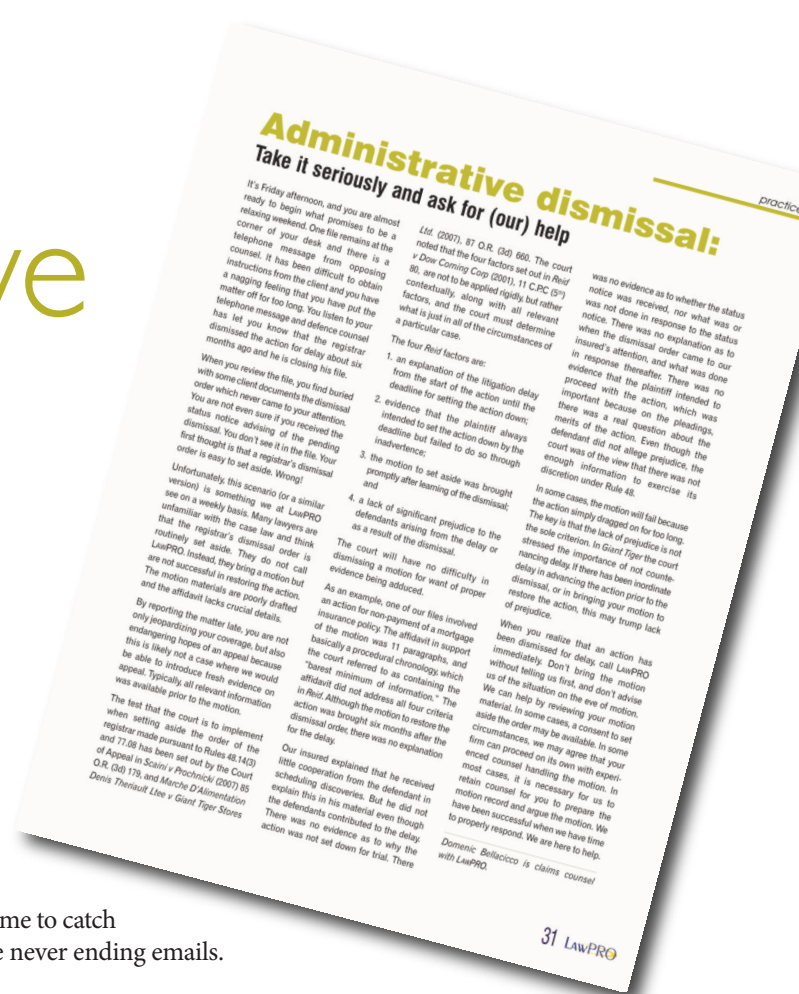 ve
Administrative dismissal:
Take it seriously and ask for (our) help
practice
It's Friday afternoon, and you are almost
ready to begin what promises to be a
relaxing weekend. One file remains at the
corner of your desk and there is a
telephone message from opposing
counsel. It has been difficult to obtain
instructions from the client and you have
a nagging feeling that you have put the
matter off for too long. You listen to your
telephone message and defence counsel
has let you know that the registrar
dismissed the action for delay about six
months ago and he is closing his file.
When you review the file, you find buried
with some client documents the dismissal
order which never came to your attention.
You are not even sure if you received the
status notice advising of the pending
dismissal. You don't see it in the file. Your
first thought is that a registrar's dismissal
order is easy to set aside. Wrong!
Unfortunately, this scenario (or a similar
version) is something we at LAWPRO
see on a weekly basis. Many lawyers are
unfamiliar with the case law and think
that the registrar's dismissal order is
routinely set aside. They do not call
LAWPRO. Instead, they bring a motion but
are not successful in restoring the action.
The motion materials are poorly drafted
and the affidavit lacks crucial details.
By reporting the matter late, you are not
only jeopardizing your coverage, but also
endangering hopes of an appeal because
this is likely not a case where we would
be able to introduce fresh evidence on
appeal. Typically, all relevant information
was available prior to the motion.
The test that the court is to implement
when setting aside the order of the
registrar made pursuant to Rules 48.14(3)
and 77.08 has been set out by the Court
of Appeal in Scaini v Prochnicki (2007) 85
O.R. (3d) 179, and Marche D'Alimentation
Denis Theriault Ltee v Giant Tiger Stores
Ltd. (2007), 87 O.R. (3d) 660. The court
noted that the four factors set out in Reid
v Dow Corning Corp (2001), 11 C.P.C (5th)
80, are not to be applied rigidly, but rather
contextually, along with all relevant
factors, and the court must determine
what is just in all of the circumstances of
a particular case.
The four Reid factors are:
1. an explanation of the litigation delay
from the start of the action until the
deadline for setting the action down;
2. evidence that the plaintiff always
intended to set the action down by the
deadline but failed to do so through
inadvertence;
3. the motion to set aside was brought
promptly after learning of the dismissal;
and
4. a lack of significant prejudice to the
defendants arising from the delay or
as a result of the dismissal.
The court will have no difficulty in
dismissing a motion for want of proper
evidence being adduced.
As an example, one of our files involved
an action for non-payment of a mortgage
insurance policy. The affidavit in support
of the motion was 11 paragraphs, and
basically a procedural chronology, which
the court referred to as containing the
"barest minimum of information." The
affidavit did not address all four criteria
in Reid. Although the motion to restore the
action was brought six months after the
dismissal order, there was no explanation
for the delay.
Our insured explained that he received
little cooperation from the defendant in
scheduling discoveries. But he did not
explain this in his material even though
the defendants contributed to the delay.
There was no evidence as to why the
action was not set down for trial. There
was no evidence as to whether the status
notice was received, nor what was or
was not done in response to the status
notice. There was no explanation as to
when the dismissal order came to our
insured's attention, and what was done
in response thereafter. There was no
evidence that the plaintiff intended to
proceed with the action, which was
important because on the pleadings,
there was a real question about the
merits of the action. Even though the
defendant did not allege prejudice, the
court was of the view that there was not
enough information to exercise its
discretion under Rule 48.
In some cases, the motion will fail because
the action simply dragged on for too long.
The key is that the lack of prejudice is not
the sole criterion. In Giant Tiger the court
stressed the importance of not counte-
nancing delay. If there has been inordinate
delay in advancing the action prior to the
dismissal, or in bringing your motion to
restore the action, this may trump lack
of prejudice.
When you realize that an action has
been dismissed for delay, call LAWPRO
immediately. Don't bring the motion
without telling us first, and don't advise
us of the situation on the eve of motion.
We can help by reviewing your motion
material. In some cases, a consent to set
aside the order may be available. In some
circumstances, we may agree that your
firm can proceed on its own with experi-
enced counsel handling the motion. In
most cases, it is necessary for us to
retain counsel for you to prepare the
motion record and argue the motion. We
have been successful when we have time
to properly respond. We are here to help.
Domenic Bellacicco is claims counsel
with LAWPRO.
31 LAWPRO
me to catch
e never ending emails.